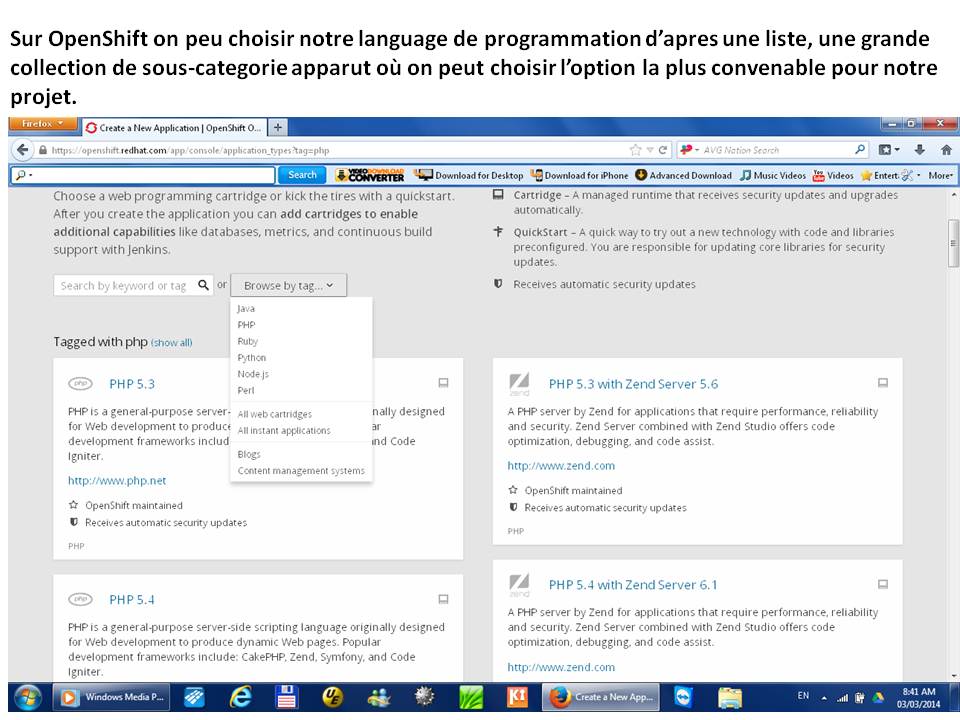 Sur OpenShift on peu choisir notre language de programmation d’apres une liste, une grande
collection de sous-categorie apparut où on peut choisir l’option la plus convenable pour notre
projet.
Firefox
Create a New Application | OpenShift O...
https://openshift.redhat.com/app/console/application_types?tag=php
AVG Nation Search
Search
VIDEO DOWNLOAD CONVERTER
Download for Desktop
Download for iPhone
Advanced Download
Music Videos
Videos
Entert
More
Choose a web programming cartridge or kick the tires with a quickstart.
After you create the application you can add cartridges to enable
additional capabilities like databases, metrics, and continuous build
support with Jenkins.
Cartridge – A managed runtime that receives security updates and upgrades
automatically.
QuickStart – A quick way to try out a new technology with code and libraries
preconfigured. You are responsible for updating core libraries for security
updates.
Receives automatic security updates
Search by keyword or tag
or
Browse by tag...
Java
PHP
Ruby
Python
Node.js
Perl
All web cartridges
All instant applications
Blogs
Content management systems
Tagged with php (show all)
php
PHP 5.3
PHP is a general-purpose server- nally designed
for Web development to produce dynamic Web pages. Popular
development frameworks includ nd Code
Igniter.
http://www.php.net
OpenShift maintained
Receives automatic security updates
PHP
zend
PHP 5.3 with Zend Server 5.6
A PHP server by Zend for applications that require performance, reliability
and security. Zend Server combined with Zend Studio offers code
optimization, debugging, and code assist.
http://www.zend.com
OpenShift maintained
Receives automatic security updates
PHP
php
PHP 5.4
PHP is a general-purpose server-side scripting language originally designed
for Web development to produce dynamic Web pages. Popular
development frameworks include: CakePHP, Zend, Symfony, and Code
Igniter.
zend
PHP 5.4 with Zend Server 6.1
A PHP server by Zend for applications that require performance, reliability
and security. Zend Server combined with Zend Studio offers code
optimization, debugging, and code assist.
http://www.zend.com
Windows Media P...
Create a New App...
EN
8:41 AM
03/03/2014